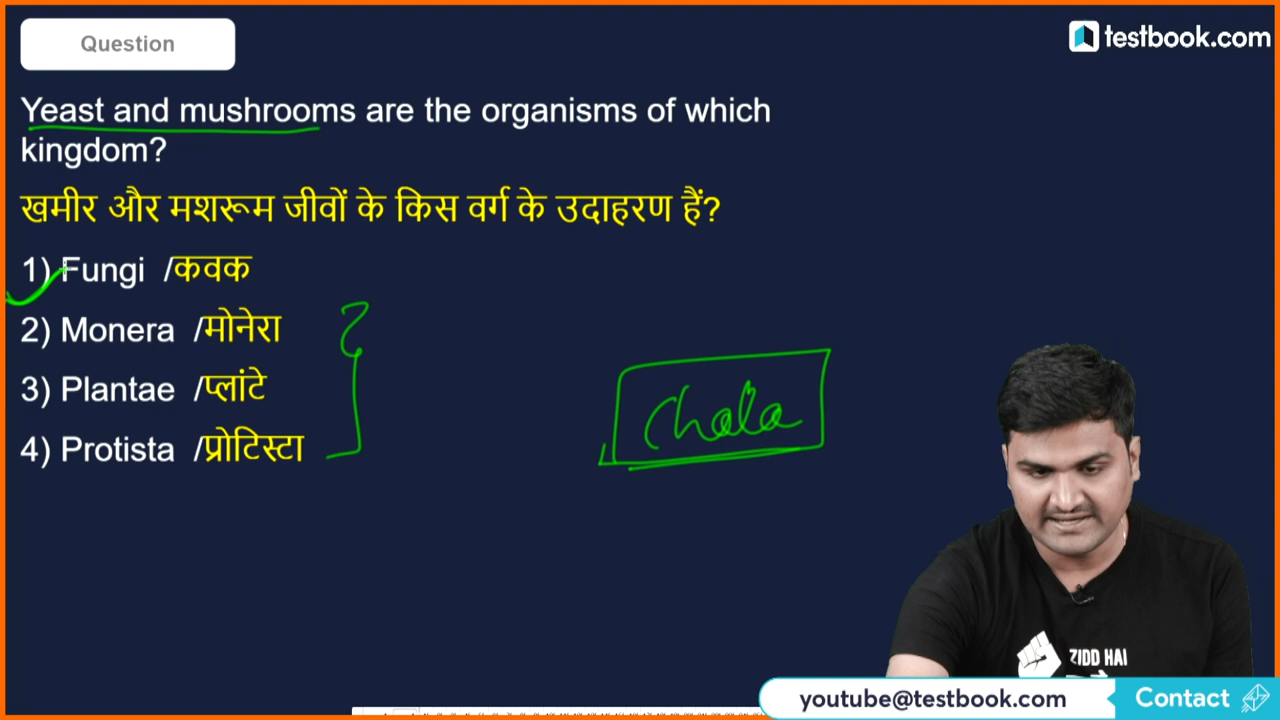 Question
testbook.com
Yeast and mushrooms are the organisms of which
kingdom?
खमीर और मशरूम जीवों के किस वर्ग के उदाहरण हैं?
1) Fungi /कवक
2) Monera /मोनेरा
3) Plantae /प्लांटे
4) Protista /प्रोटिस्टा
ZIDD HAI
youtube@testbook.com
Contact